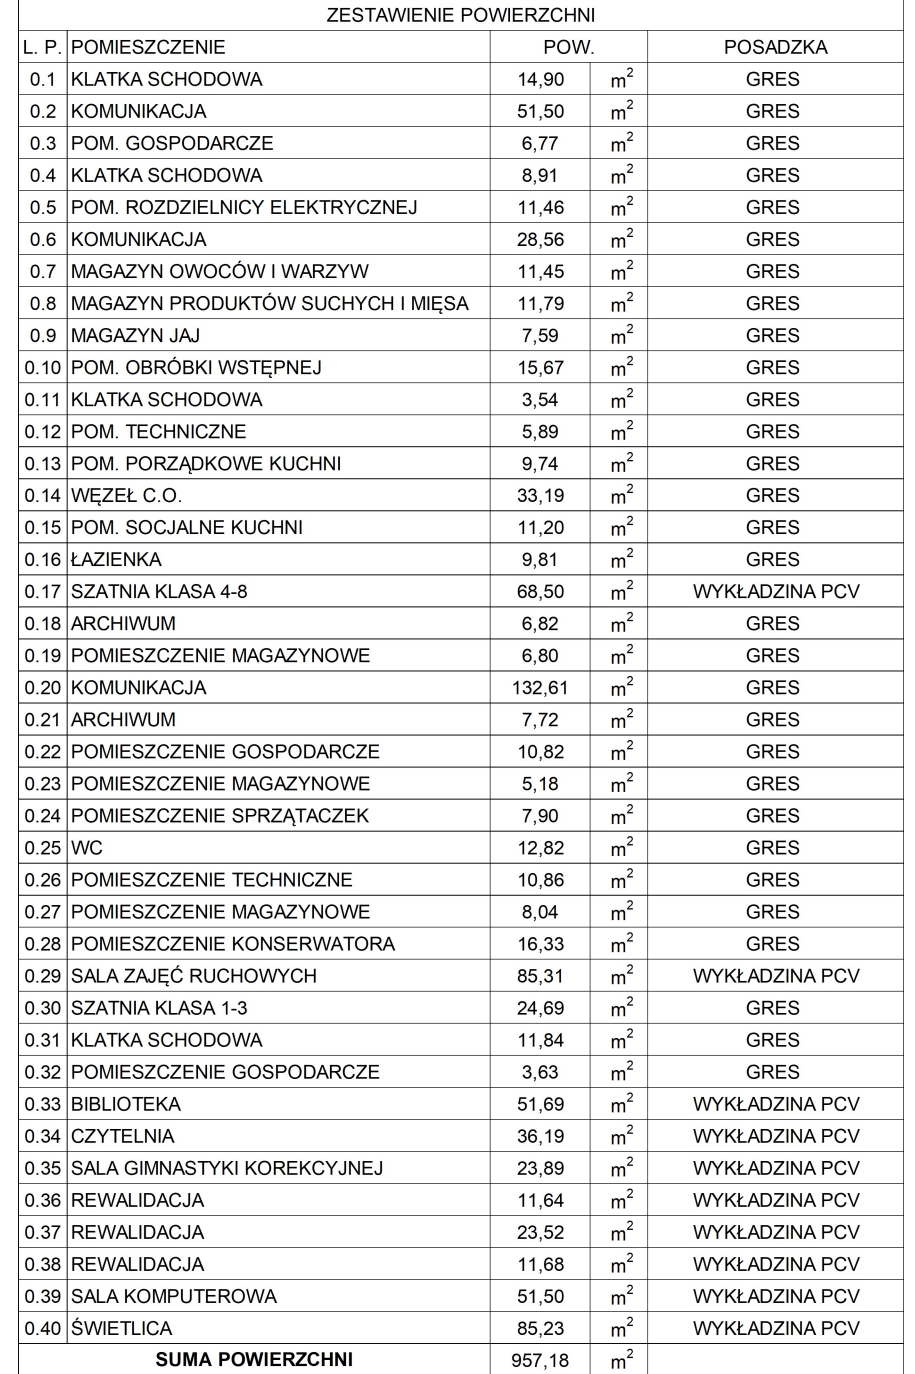 ZESTAWIENIE POWIERZCHNI
L. P. POMIESZCZENIE POW. POSADZKA
0.1 KLATKA SCHODOWA 14,90 m² GRES
0.2 KOMUNIKACJA 51,50 m² GRES
0.3 POM. GOSPODARCZE 6,77 m² GRES
0.4 KLATKA SCHODOWA 8,91 m² GRES
0.5 POM. ROZDZIELNICY ELEKTRYCZNEJ 11,46 m² GRES
0.6 KOMUNIKACJA 28,56 m² GRES
0.7 MAGAZYN OWOCÓW I WARZYW 11,45 m² GRES
0.8 MAGAZYN PRODUKTÓW SUCHYCH I MIĘSA 11,79 m² GRES
0.9 MAGAZYN JAJ 7,59 m² GRES
0.10 POM. OBRÓBKI WSTĘPNEJ 15,67 m² GRES
0.11 KLATKA SCHODOWA 3,54 m² GRES
0.12 POM. TECHNICZNE 5,89 m² GRES
0.13 POM. PORZĄDKOWE KUCHNI 9,74 m² GRES
0.14 WĘZEŁ C.O. 33,19 m² GRES
0.15 POM. SOCJALNE KUCHNI 11,20 m² GRES
0.16 ŁAZIENKA 9,81 m² GRES
0.17 SZATNIA KLASA 4-8 68,50 m² WYKŁADZINA PCV
0.18 ARCHIWUM 6,82 m² GRES
0.19 POMIESZCZENIE MAGAZYNOWE 6,80 m² GRES
0.20 KOMUNIKACJA 132,61 m² GRES
0.21 ARCHIWUM 7,72 m² GRES
0.22 POMIESZCZENIE GOSPODARCZE 10,82 m² GRES
0.23 POMIESZCZENIE MAGAZYNOWE 5,18 m² GRES
0.24 POMIESZCZENIE SPRZĄTACZEK 7,90 m² GRES
0.25 WC 12,82 m² GRES
0.26 POMIESZCZENIE TECHNICZNE 10,86 m² GRES
0.27 POMIESZCZENIE MAGAZYNOWE 8,04 m² GRES
0.28 POMIESZCZENIE KONSERWATORA 16,33 m² GRES
0.29 SALA ZAJĘĆ RUCHOWYCH 85,31 m² WYKŁADZINA PCV
0.30 SZATNIA KLASA 1-3 24,69 m² GRES
0.31 KLATKA SCHODOWA 11,84 m² GRES
0.32 POMIESZCZENIE GOSPODARCZE 3,63 m² GRES
0.33 BIBLIOTEKA 51,69 m² WYKŁADZINA PCV
0.34 CZYTELNIA 36,19 m² WYKŁADZINA PCV
0.35 SALA GIMNASTYKI KOREKCYJNEJ 23,89 m² WYKŁADZINA PCV
0.36 REWALIDACJA 11,64 m² WYKŁADZINA PCV
0.37 REWALIDACJA 23,52 m² WYKŁADZINA PCV
0.38 REWALIDACJA 11,68 m² WYKŁADZINA PCV
0.39 SALA KOMPUTEROWA 51,50 m² WYKŁADZINA PCV
0.40 ŚWIETLICA 85,23 m² WYKŁADZINA PCV
SUMA POWIERZCHNI 957,18 m²